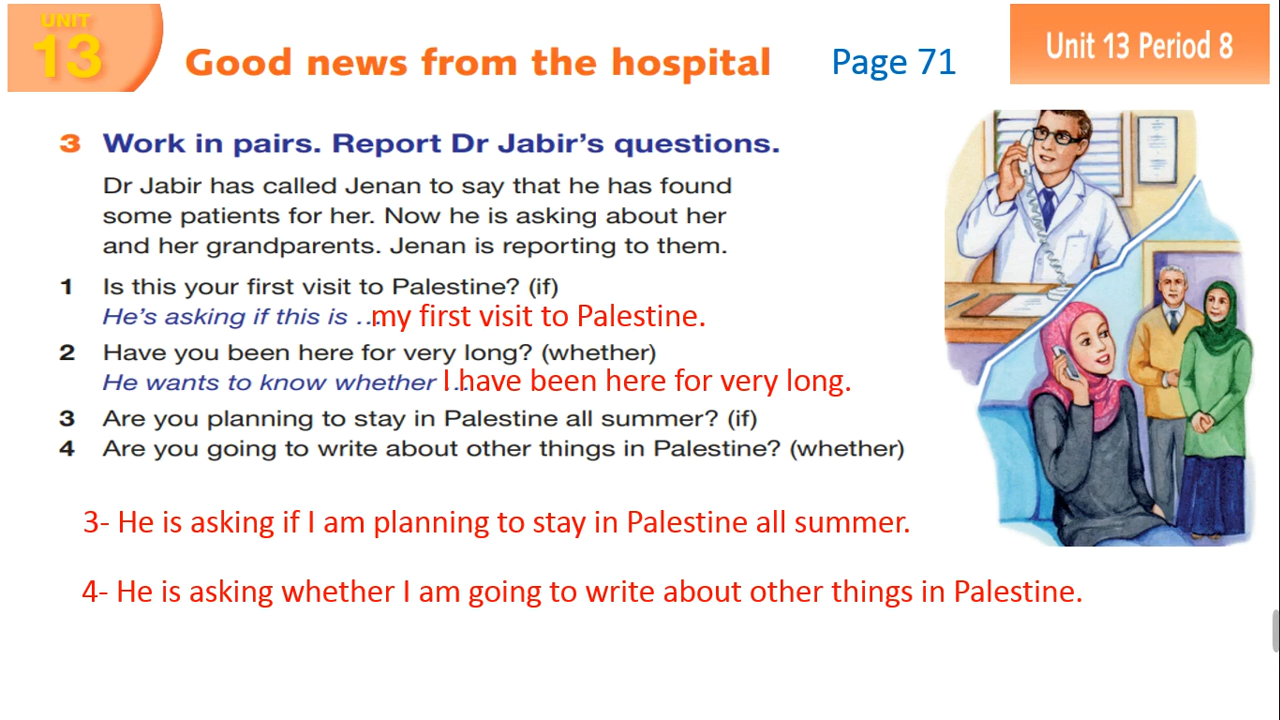 UNIT
13
Good news from the hospital
Page 71
Unit 13 Period 8
3 Work in pairs. Report Dr Jabir's questions.
Dr Jabir has called Jenan to say that he has found
some patients for her. Now he is asking about her
and her grandparents. Jenan is reporting to them.
1 Is this your first visit to Palestine? (if)
He's asking if this is ... my first visit to Palestine.
2 Have you been here for very long? (whether)
He wants to know whether ... I have been here for very long.
3 Are you planning to stay in Palestine all summer? (if)
4 Are you going to write about other things in Palestine? (whether)
3- He is asking if I am planning to stay in Palestine all summer.
4- He is asking whether I am going to write about other things in Palestine.